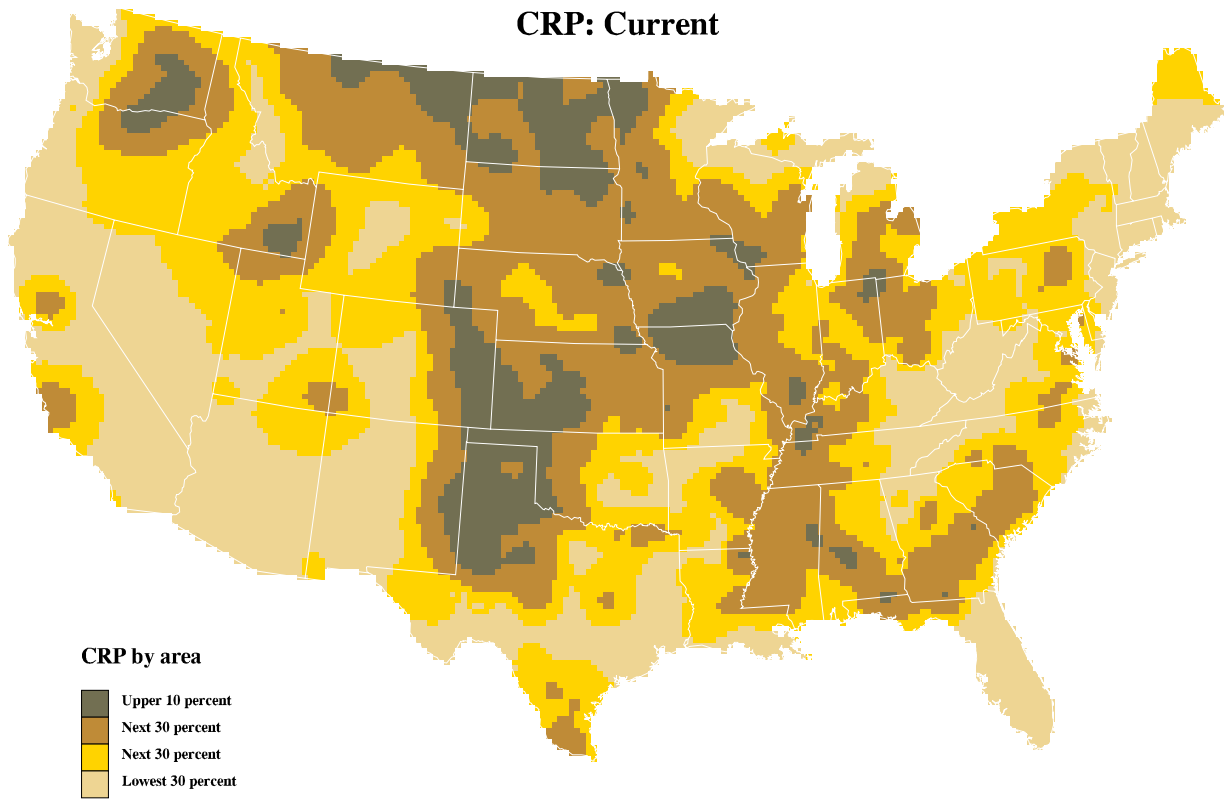 CRP: Current
CRP by area
Upper 10 percent
Next 30 percent
Next 30 percent
Lowest 30 percent